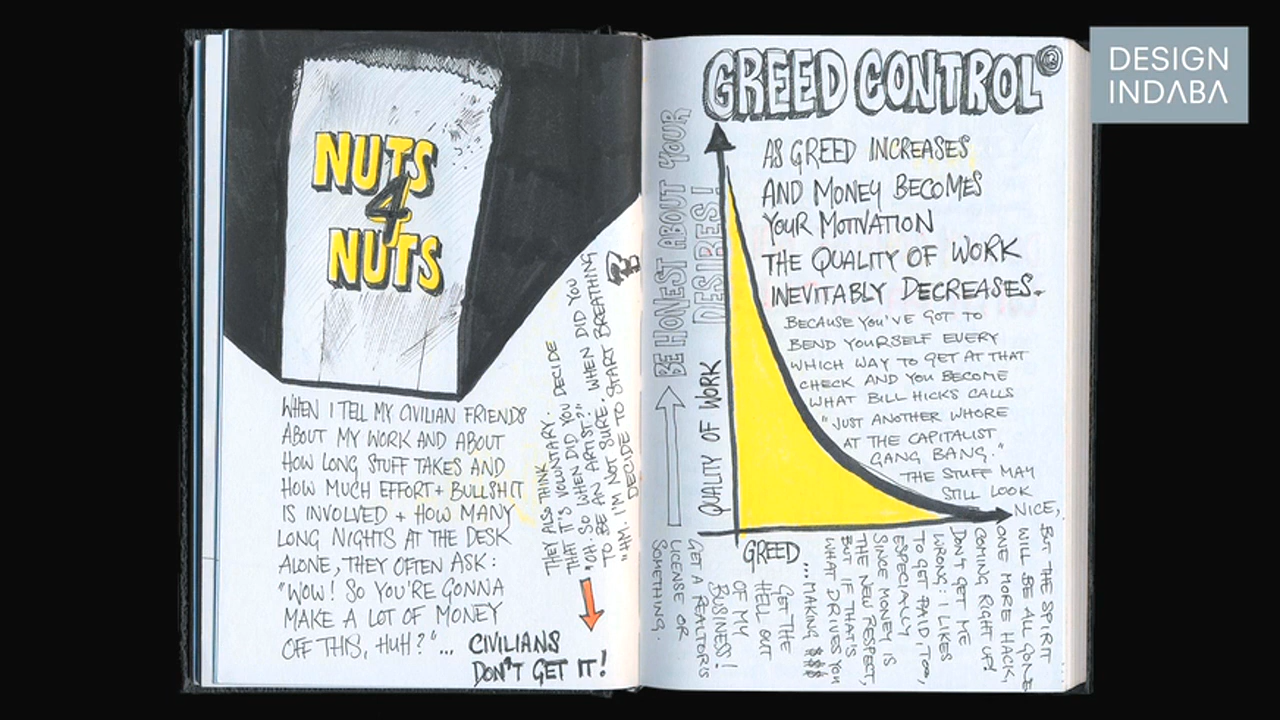 NUTS
4
NUTS
WHEN I TELL MY CIVILIAN FRIENDS
ABOUT MY WORK AND ABOUT
HOW LONG STUFF TAKES AND
HOW MUCH EFFORT + BULLSHIT
IS INVOLVED + HOW MANY
LONG NIGHTS AT THE DESK
ALONE, THEY OFTEN ASK:
"WOW! SO YOU'RE GONNA
MAKE A LOT OF MONEY
OFF THIS, HUH?"...
CIVILIANS
DON'T GET IT!
THEY ALSO THINK
THAT IT'S VOLUNTARY.
"OH. SO WHEN DID YOU DECIDE
TO BE AN ARTIST?"
"HM. I'M NOT SURE. WHEN DID YOU
DECIDE TO START BREATHING
?"
GREED CONTROL®
BE HONEST ABOUT YOUR
DESIRES!
QUALITY OF WORK
AS GREED INCREASES
AND MONEY BECOMES
YOUR MOTIVATION
THE QUALITY OF WORK
INEVITABLY DECREASES.
BECAUSE YOU'VE GOT TO
BEND YOURSELF EVERY
WHICH WAY TO GET AT THAT
CHECK AND YOU BECOME
WHAT BILL HICKS CALLS
"JUST ANOTHER WHORE
AT THE CAPITALIST
GANG BANG."
THE STUFF MAY
STILL LOOK
NICE,
BUT THE SPIRIT
WILL BE ALL GONE
ONE MORE HACK,
COMING RIGHT UP!
DON'T GET ME
WRONG: I LIKES
TO GET PAID, TOO,
ESPECIALLY
SINCE MONEY IS
THE NEW RESPECT,
BUT IF THAT'S
WHAT DRIVES YOU
...MAKING $$$
GET THE
HELL OUT
OF MY
BUSINESS!
GET A REALTOR'S
LICENSE OR
SOMETHING.
GREED
DESIGN
INDABA